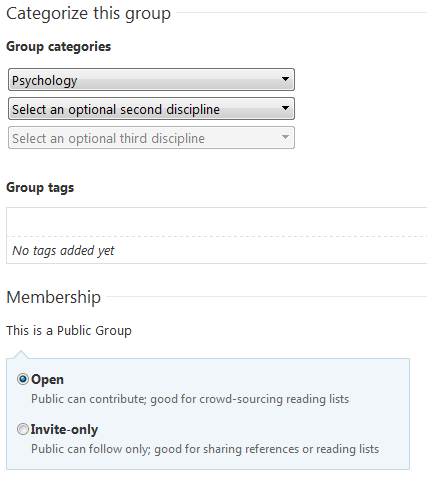 Categorize this group
Group categories
Psychology
Select an optional second discipline
Select an optional third discipline
Group tags
No tags added yet
Membership
This is a Public Group
Open
Public can contribute; good for crowd-sourcing reading lists
Invite-only
Public can follow only; good for sharing references or reading lists